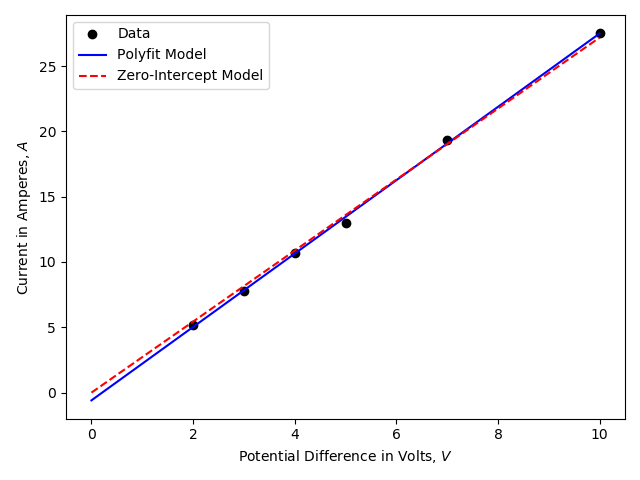 Data
Polyfit Model
Zero-Intercept Model
Current in Amperes, A
25
20
15
10
5
0
0 2 4 6 8 10
Potential Difference in Volts, V